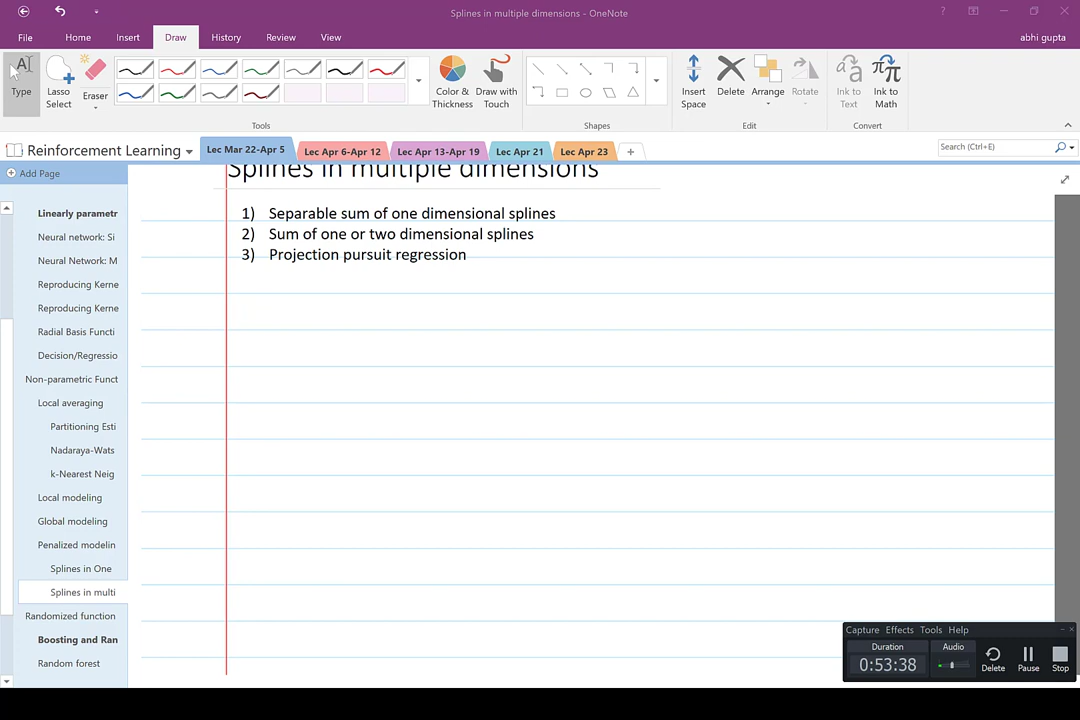 Splines in multiple dimensions - OneNote
?
File
Home
Insert
Draw
History
Review
View
abhi gupta
Type
Lasso
Select
Eraser
Color &
Thickness
Draw with
Touch
Insert
Space
Delete
Arrange
Rotate
Ink to
Text
Ink to
Math
Tools
Shapes
Edit
Convert
Reinforcement Learning
Lec Mar 22-Apr 5
Lec Apr 6-Apr 12
Lec Apr 13-Apr 19
Lec Apr 21
Lec Apr 23
Search (Ctrl+E)
Add Page
Linearly parametr
Neural network: Si
Neural Network: M
Reproducing Kerne
Reproducing Kerne
Radial Basis Functi
Decision/Regressio
Non-parametric Funct
Local averaging
Partitioning Esti
Nadaraya-Wats
k-Nearest Neig
Local modeling
Global modeling
Penalized modelin
Splines in One
Splines in multi
Randomized function
Boosting and Ran
Random forest
Splines in multiple dimensions
1) Separable sum of one dimensional splines
2) Sum of one or two dimensional splines
3) Projection pursuit regression
Capture Effects Tools Help
Duration
0:53:38
Audio
Delete
Pause
Stop